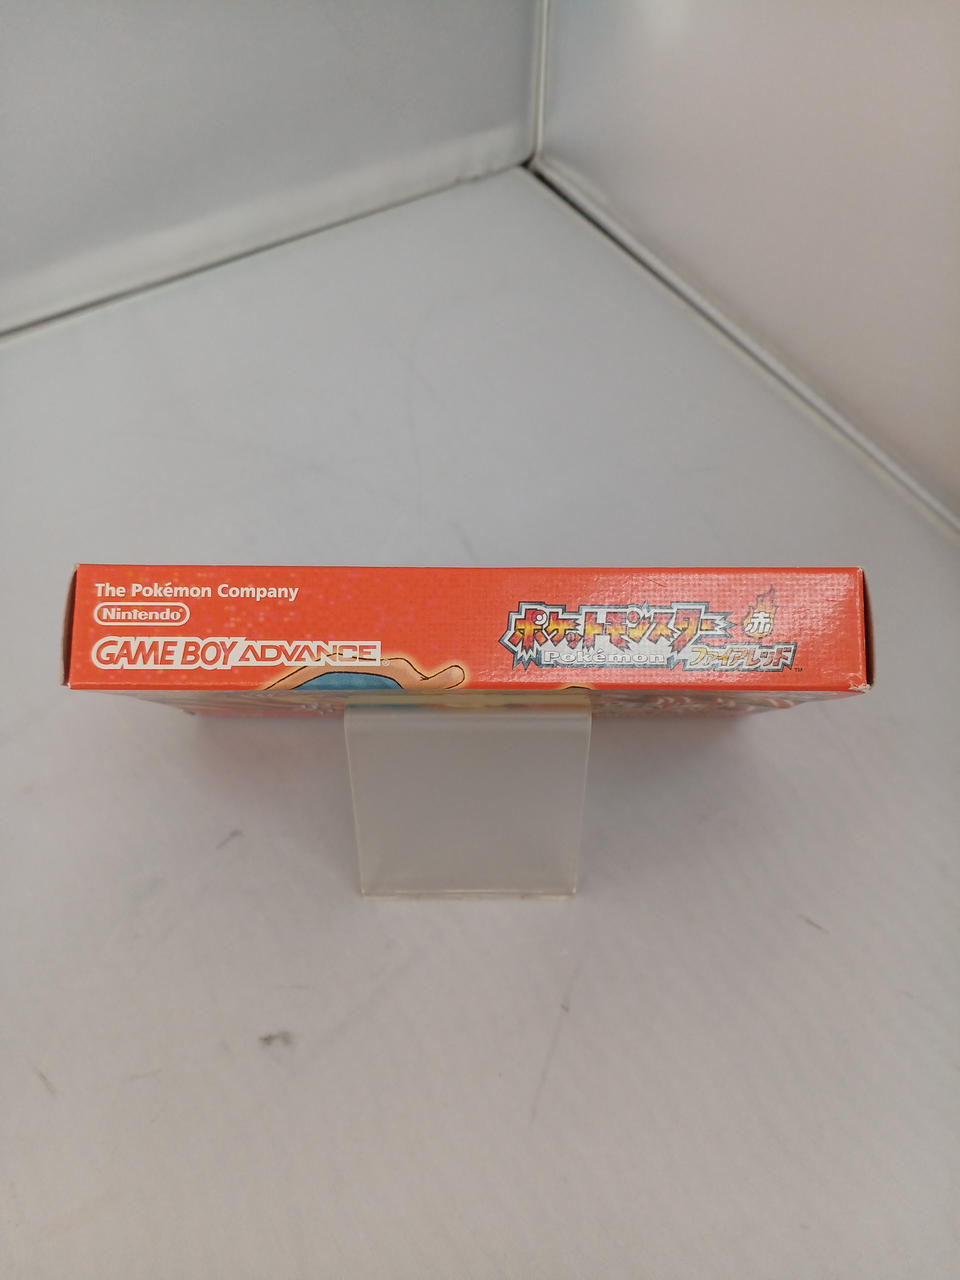 The Pokémon Company
Nintendo
GAME BOY ADVANCE
ポケットモンスター 赤
Pokémon ファイアレッド TM